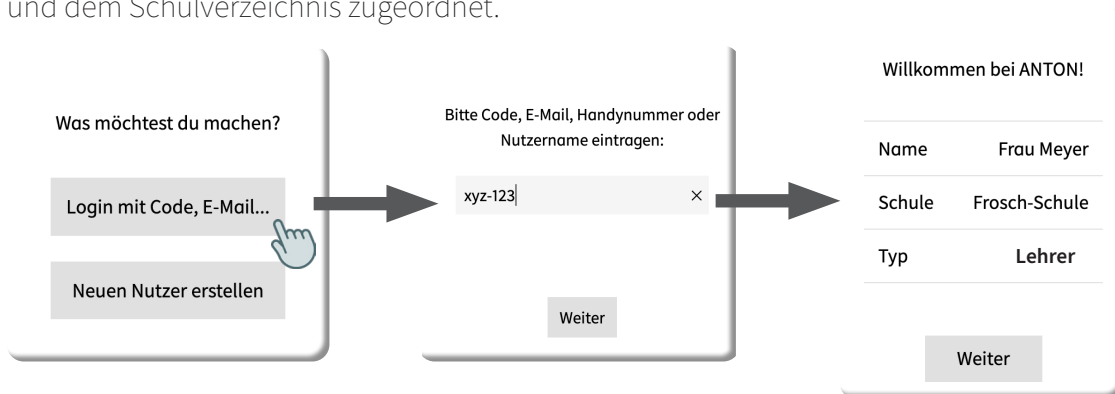 und dem Schulverzeichnis zugeordnet.
Was möchtest du machen?
Login mit Code, E-Mail...
Neuen Nutzer erstellen
Bitte Code, E-Mail, Handynummer oder
Nutzername eintragen:
xyz-123
Weiter
Willkommen bei ANTON!
Name Frau Meyer
Schule Frosch-Schule
Typ Lehrer
Weiter